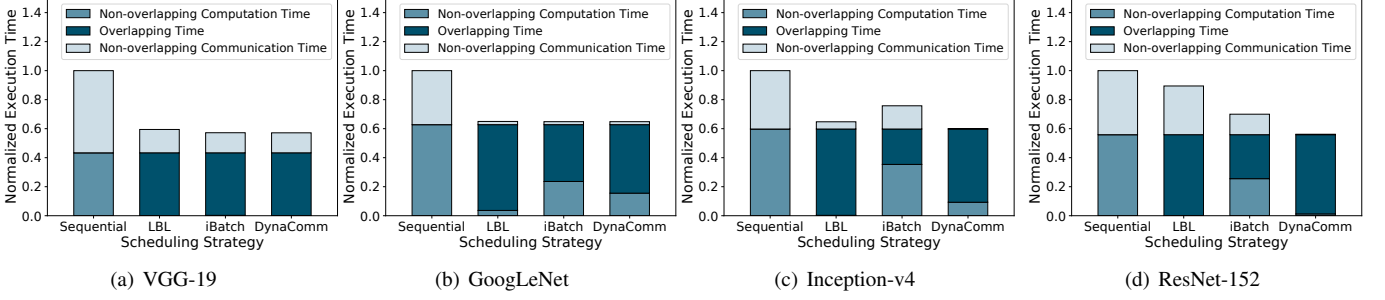 Normalized Execution Time
1.4
1.2
1.0
0.8
0.6
0.4
0.2
0.0
Non-overlapping Computation Time
Overlapping Time
Non-overlapping Communication Time
Sequential LBL iBatch DynaComm
Scheduling Strategy
(a) VGG-19
Normalized Execution Time
1.4
1.2
1.0
0.8
0.6
0.4
0.2
0.0
Non-overlapping Computation Time
Overlapping Time
Non-overlapping Communication Time
Sequential LBL iBatch DynaComm
Scheduling Strategy
(b) GoogLeNet
Normalized Execution Time
1.4
1.2
1.0
0.8
0.6
0.4
0.2
0.0
Non-overlapping Computation Time
Overlapping Time
Non-overlapping Communication Time
Sequential LBL iBatch DynaComm
Scheduling Strategy
(c) Inception-v4
Normalized Execution Time
1.4
1.2
1.0
0.8
0.6
0.4
0.2
0.0
Non-overlapping Computation Time
Overlapping Time
Non-overlapping Communication Time
Sequential LBL iBatch DynaComm
Scheduling Strategy
(d) ResNet-152